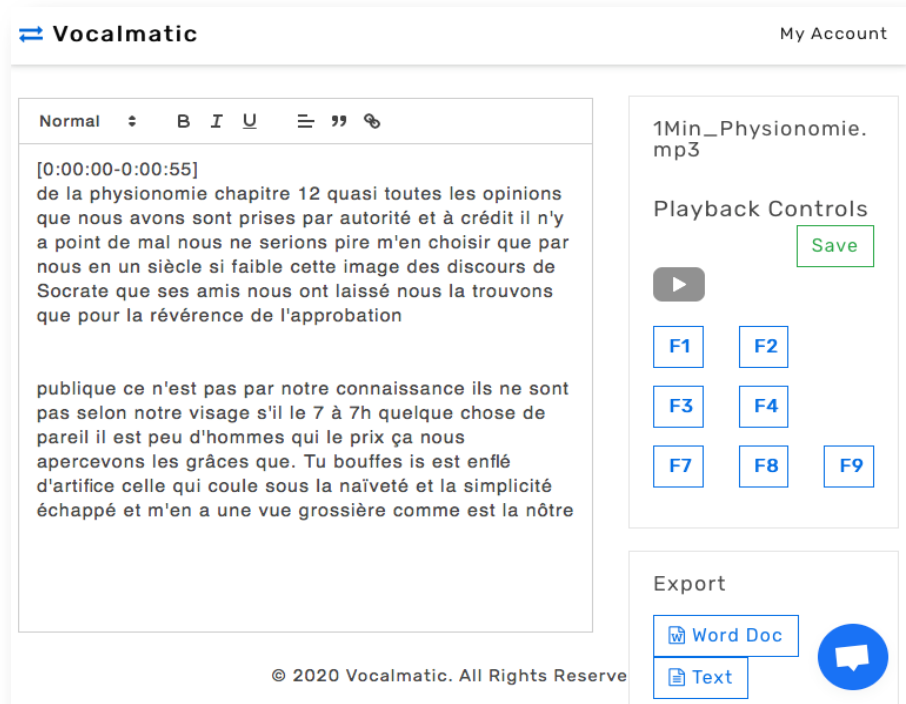 Vocalmatic
My Account
Normal B I U
[0:00:00-0:00:55]
de la physionomie chapitre 12 quasi toutes les opinions
que nous avons sont prises par autorité et à crédit il n'y
a point de mal nous ne serions pire m'en choisir que par
nous en un siècle si faible cette image des discours de
Socrate que ses amis nous ont laissé nous la trouvons
que pour la révérence de l'approbation
publique ce n'est pas par notre connaissance ils ne sont
pas selon notre visage s'il le 7 à 7h quelque chose de
pareil il est peu d'hommes qui le prix ça nous
apercevons les grâces que. Tu bouffes is est enflé
d'artifice celle qui coule sous la naïveté et la simplicité
échappé et m'en a une vue grossière comme est la nôtre
1Min_Physionomie.
mp3
Playback Controls
Save
F1 F2
F3 F4
F7 F8 F9
Export
Word Doc
Text
© 2020 Vocalmatic. All Rights Reserve